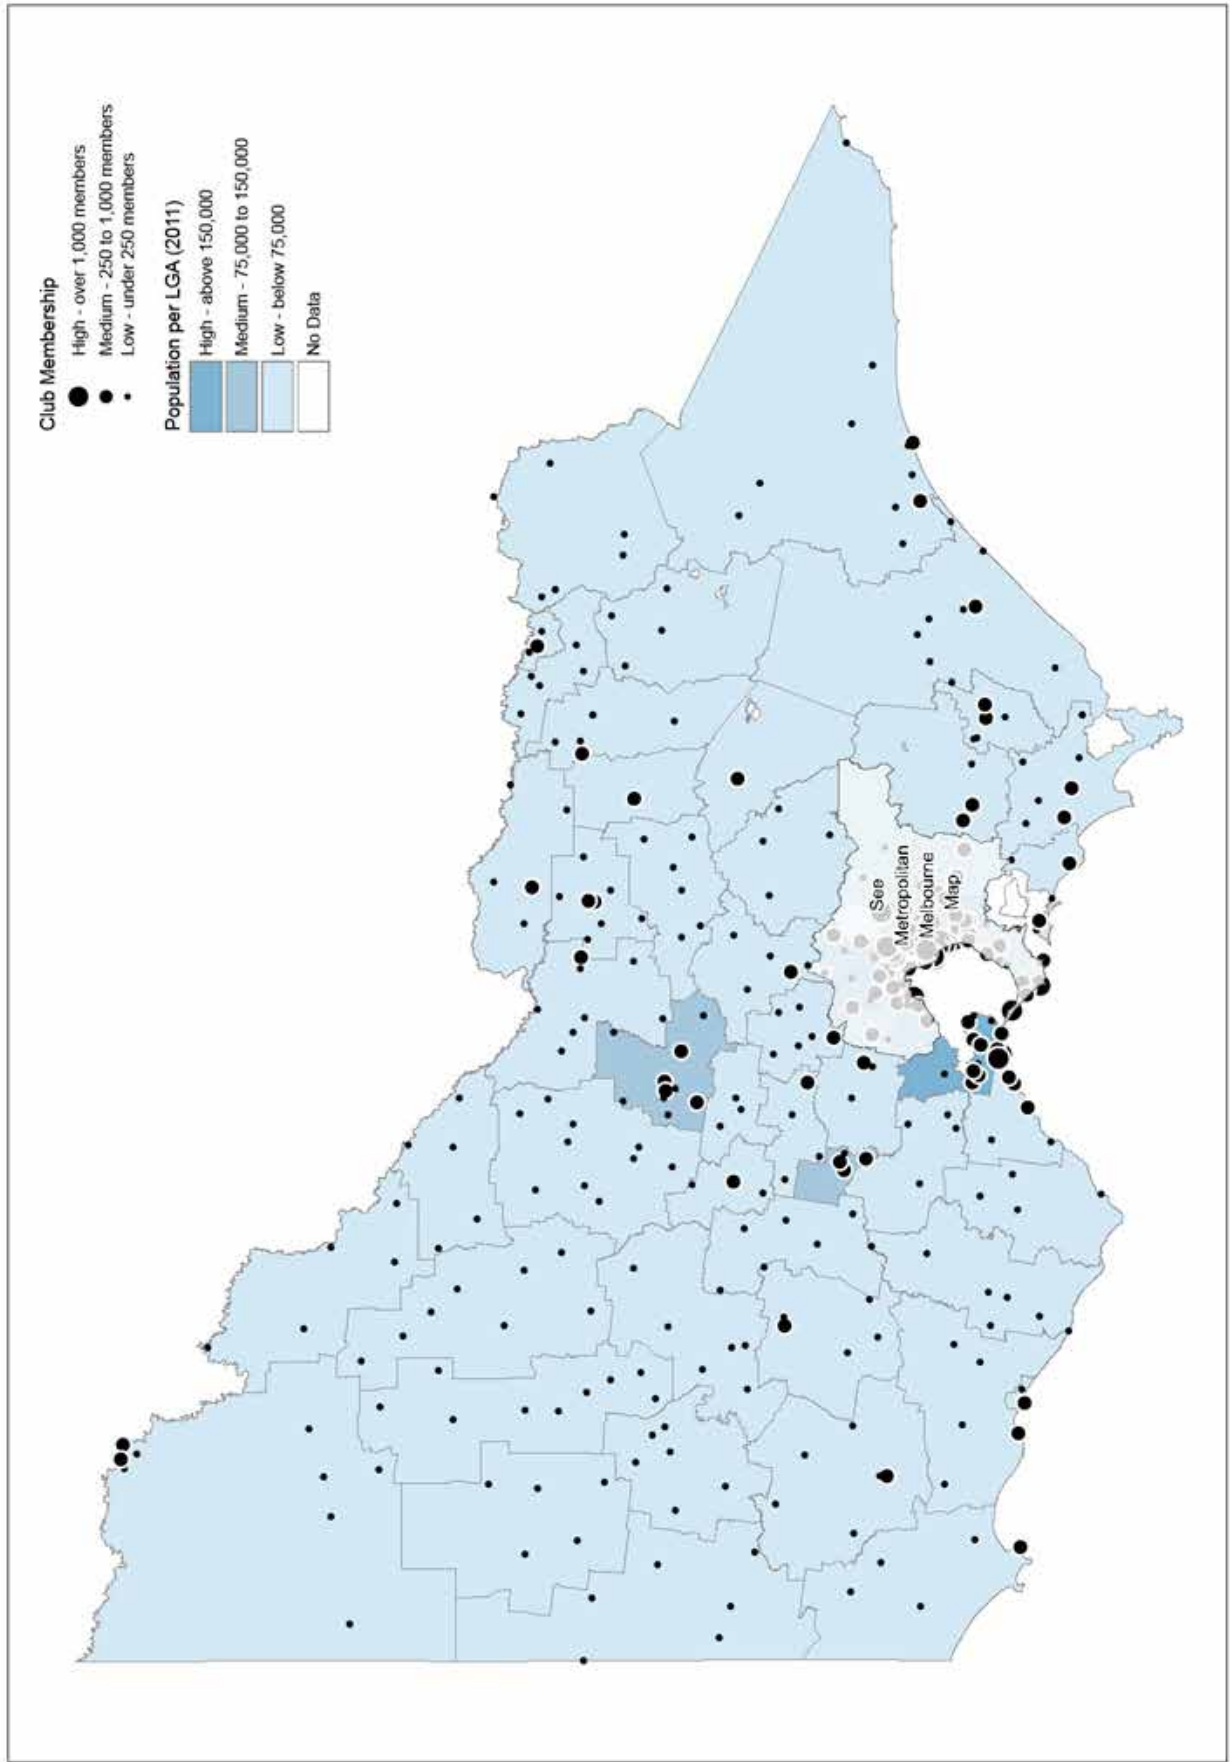 Club Membership
High - over 1,000 members
Medium - 250 to 1,000 members
Low - under 250 members
Population per LGA (2011)
High - above 150,000
Medium - 75,000 to 150,000
Low - below 75,000
No Data
See
Metropolitan
Melbourne
Map